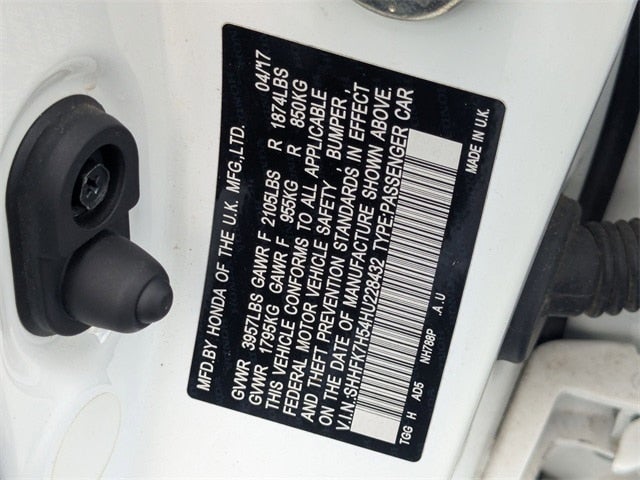 MFD.BY HONDA OF THE U.K. MFG.,LTD. 04/17
GVWR 3957LBS GAWR F 2105LBS R 1874LBS
GVWR 1795KG GAWR F 955KG R 850KG
THIS VEHICLE CONFORMS TO ALL APPLICABLE
FEDERAL MOTOR VEHICLE SAFETY , BUMPER ,
AND THEFT PREVENTION STANDARDS IN EFFECT
ON THE DATE OF MANUFACTURE SHOWN ABOVE.
V.I.N.:SHHFK7H54HU228432 TYPE:PASSENGER CAR
TGG H AD5 NH788P .A.U MADE IN U.K.